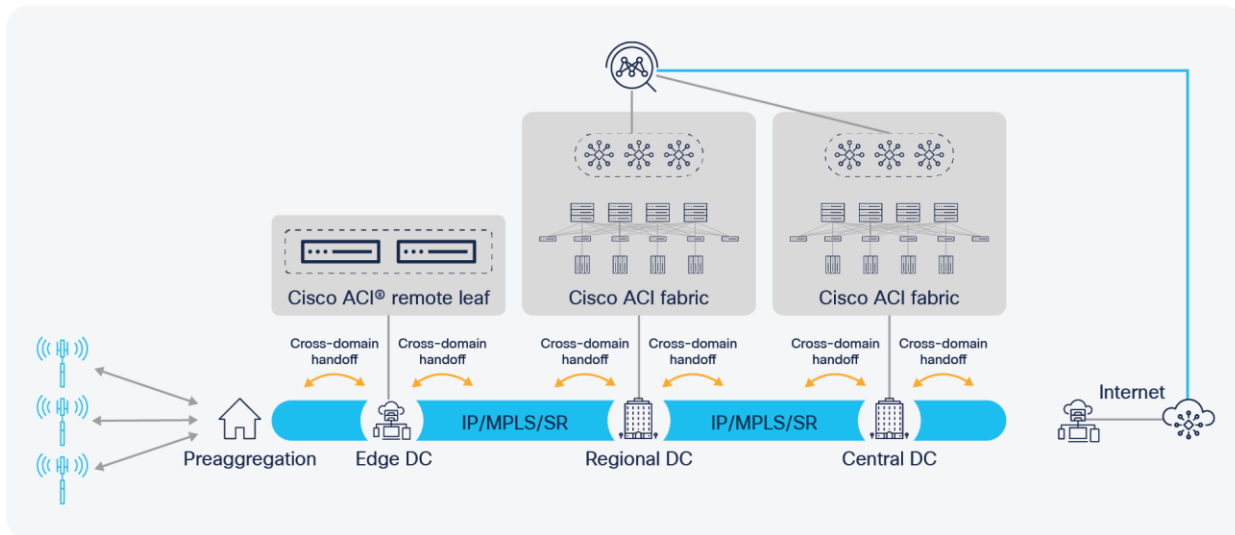 Cisco ACI® remote leaf
Cisco ACI fabric
Cisco ACI fabric
Cross-domain
handoff
Cross-domain
handoff
Cross-domain
handoff
Cross-domain
handoff
Cross-domain
handoff
Cross-domain
handoff
Internet
IP/MPLS/SR
IP/MPLS/SR
Preaggregation
Edge DC
Regional DC
Central DC